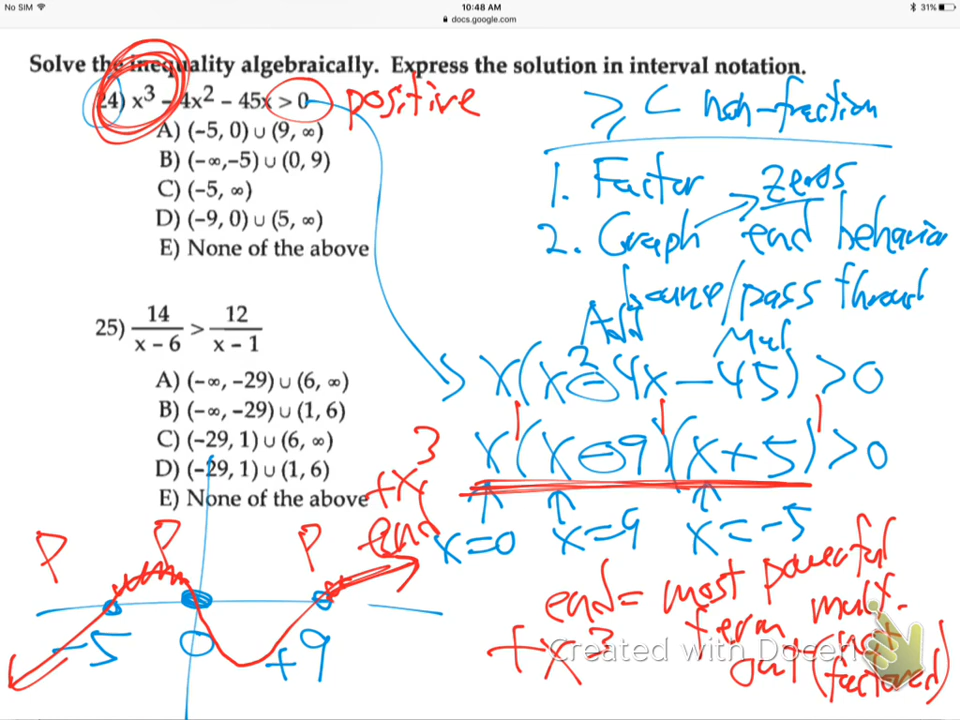 No SIM 10:48 AM 31%
docs.google.com
Solve the inequality algebraically. Express the solution in interval notation.
24) x³ - 4x² - 45x > 0
A) (-5, 0) ∪ (9, ∞)
B) (-∞,-5) ∪ (0, 9)
C) (-5, ∞)
D) (-9, 0) ∪ (5, ∞)
E) None of the above
positive
>, < non-fraction
1. Factor zeros
2. Graph end behavior
bounce/pass through
Add Mul
x(x² - 4x - 45) > 0
x¹(x - 9)¹(x + 5)¹ > 0
x=0 x=9 x=-5
25) 14/(x - 6) > 12/(x - 1)
A) (-∞, -29) ∪ (6, ∞)
B) (-∞, -29) ∪ (1, 6)
C) (-29, 1) ∪ (6, ∞)
D) (-29, 1) ∪ (1, 6)
E) None of the above
+x³
end
P P P
-5 0 +9
end = most powerful
term mult.
out (not
factored)
+x³
Created with Doceri